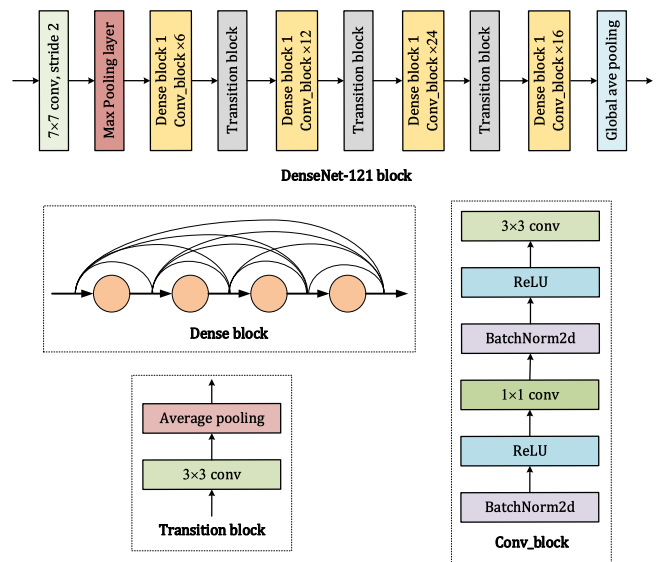 7×7 conv, stride 2
Max Pooling layer
Dense block 1
Conv_block ×6
Transition block
Dense block 1
Conv_block×12
Transition block
Dense block 1
Conv_block×24
Transition block
Dense block 1
Conv_block×16
Global ave pooling
DenseNet-121 block
Dense block
Average pooling
3×3 conv
Transition block
3×3 conv
ReLU
BatchNorm2d
1×1 conv
ReLU
BatchNorm2d
Conv_block